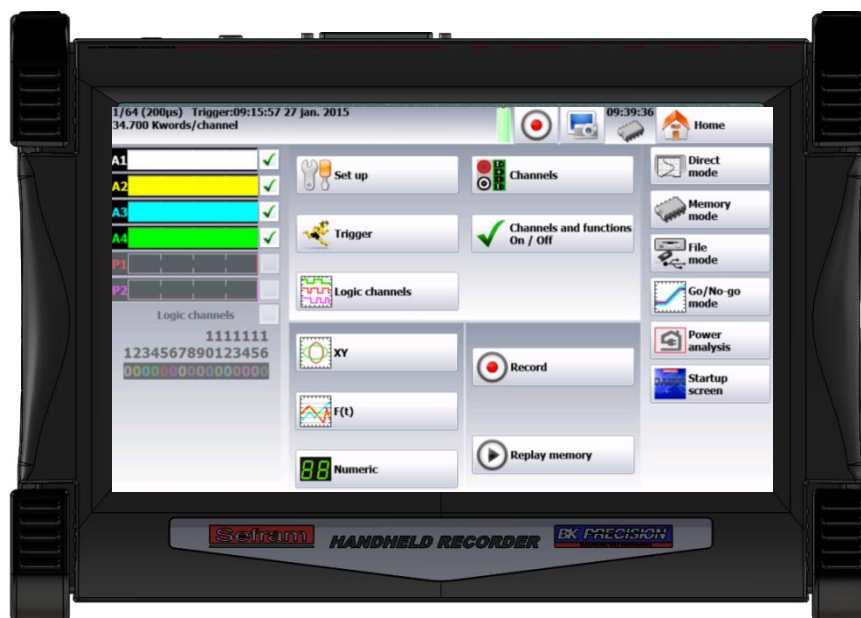 1/64 (200µs) Trigger:09:15:57 27 jan. 2015
34.700 Kwords/channel
09:39:36
Home
A1
A2
A3
A4
P1
P2
Logic channels
1111111
1234567890123456
0000000000000000
Set up
Channels
Trigger
Channels and functions
On / Off
Logic channels
XY
Record
F(t)
Numeric
Replay memory
Direct
mode
Memory
mode
File
mode
Go/No-go
mode
Power
analysis
Startup
screen
Sefram
HANDHELD RECORDER
BK PRECISION